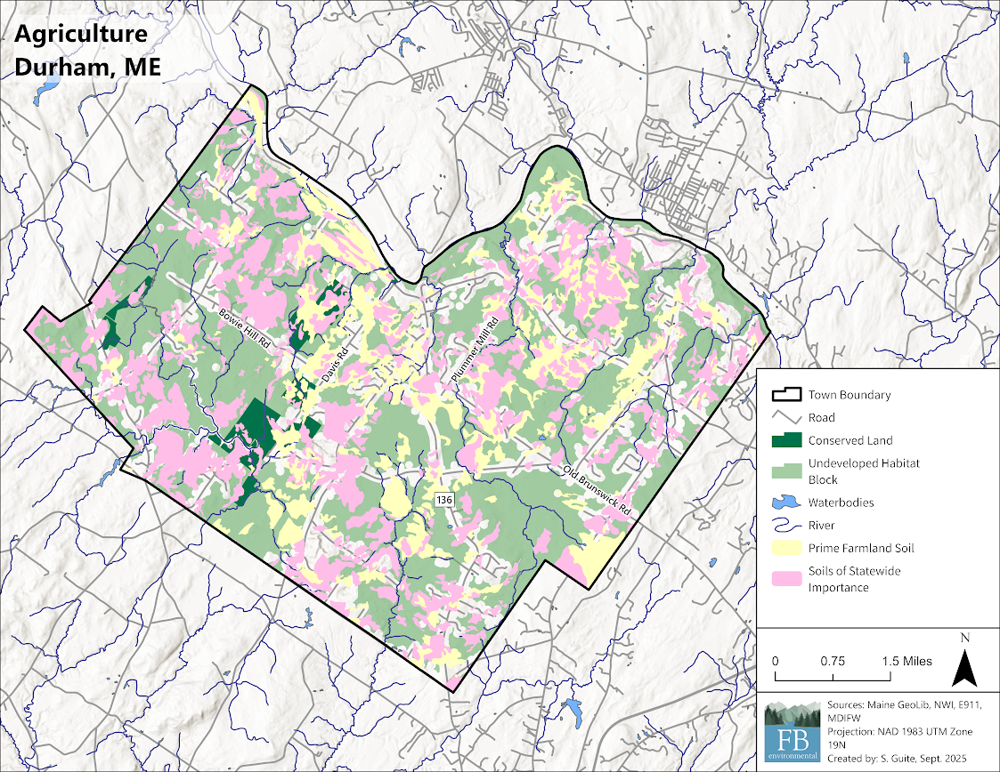 Agriculture
Durham, ME
Bowie Hill Rd
Davis Rd
Plummer Mill Rd
136
Old Brunswick Rd
Town Boundary
Road
Conserved Land
Undeveloped Habitat
Block
Waterbodies
River
Prime Farmland Soil
Soils of Statewide
Importance
N
0 0.75 1.5 Miles
FB
environmental
Sources: Maine GeoLib, NWI, E911,
MDIFW
Projection: NAD 1983 UTM Zone
19N
Created by: S. Guite, Sept. 2025